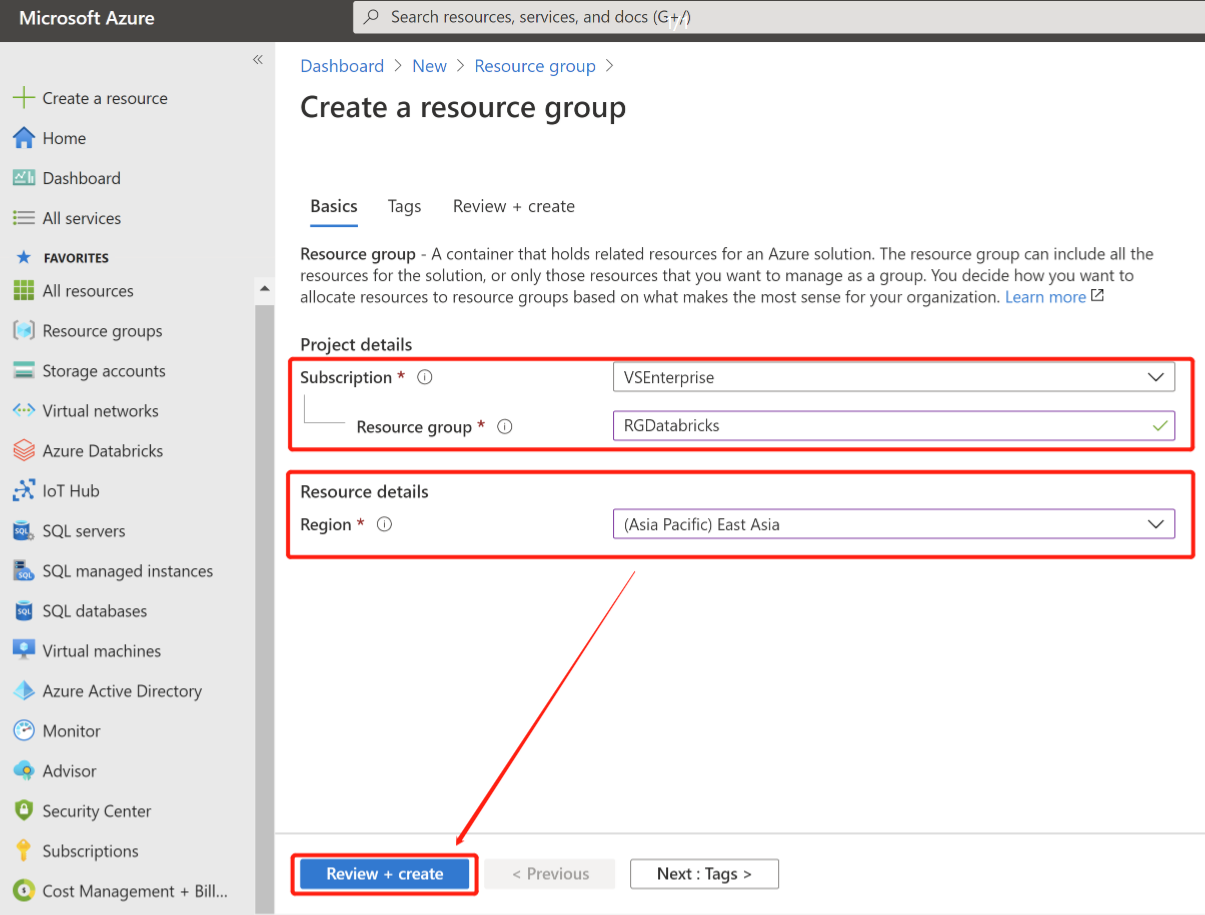 Microsoft Azure
Search resources, services, and docs (G+/)
1/1
«
Create a resource
Home
Dashboard
All services
FAVORITES
All resources
Resource groups
Storage accounts
Virtual networks
Azure Databricks
IoT Hub
SQL servers
SQL managed instances
SQL databases
Virtual machines
Azure Active Directory
Monitor
Advisor
Security Center
Subscriptions
Cost Management + Bill...
Dashboard > New > Resource group >
Create a resource group
Basics Tags Review + create
Resource group - A container that holds related resources for an Azure solution. The resource group can include all the
resources for the solution, or only those resources that you want to manage as a group. You decide how you want to
allocate resources to resource groups based on what makes the most sense for your organization. Learn more
Project details
Subscription * VSEnterprise
Resource group * RGDatabricks
Resource details
Region * (Asia Pacific) East Asia
Review + create < Previous Next : Tags >